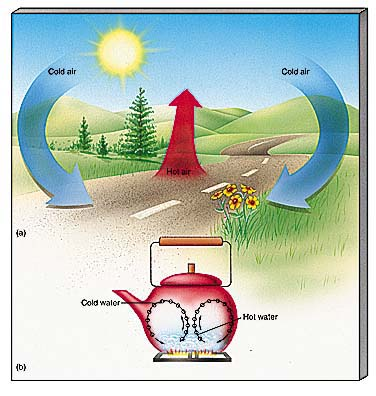 Cold air
Cold air
Hot air
(a)
Cold water
Hot water
(b)